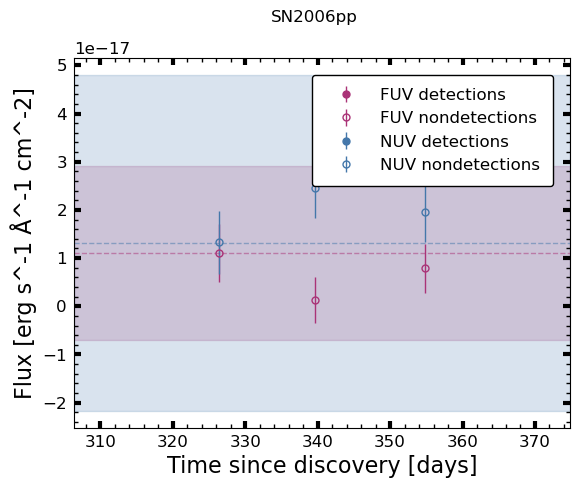 SN2006pp
1e−17
5
4
3
2
1
0
−1
−2
Flux [erg s^-1 Å^-1 cm^-2]
FUV detections
FUV nondetections
NUV detections
NUV nondetections
310 320 330 340 350 360 370
Time since discovery [days]